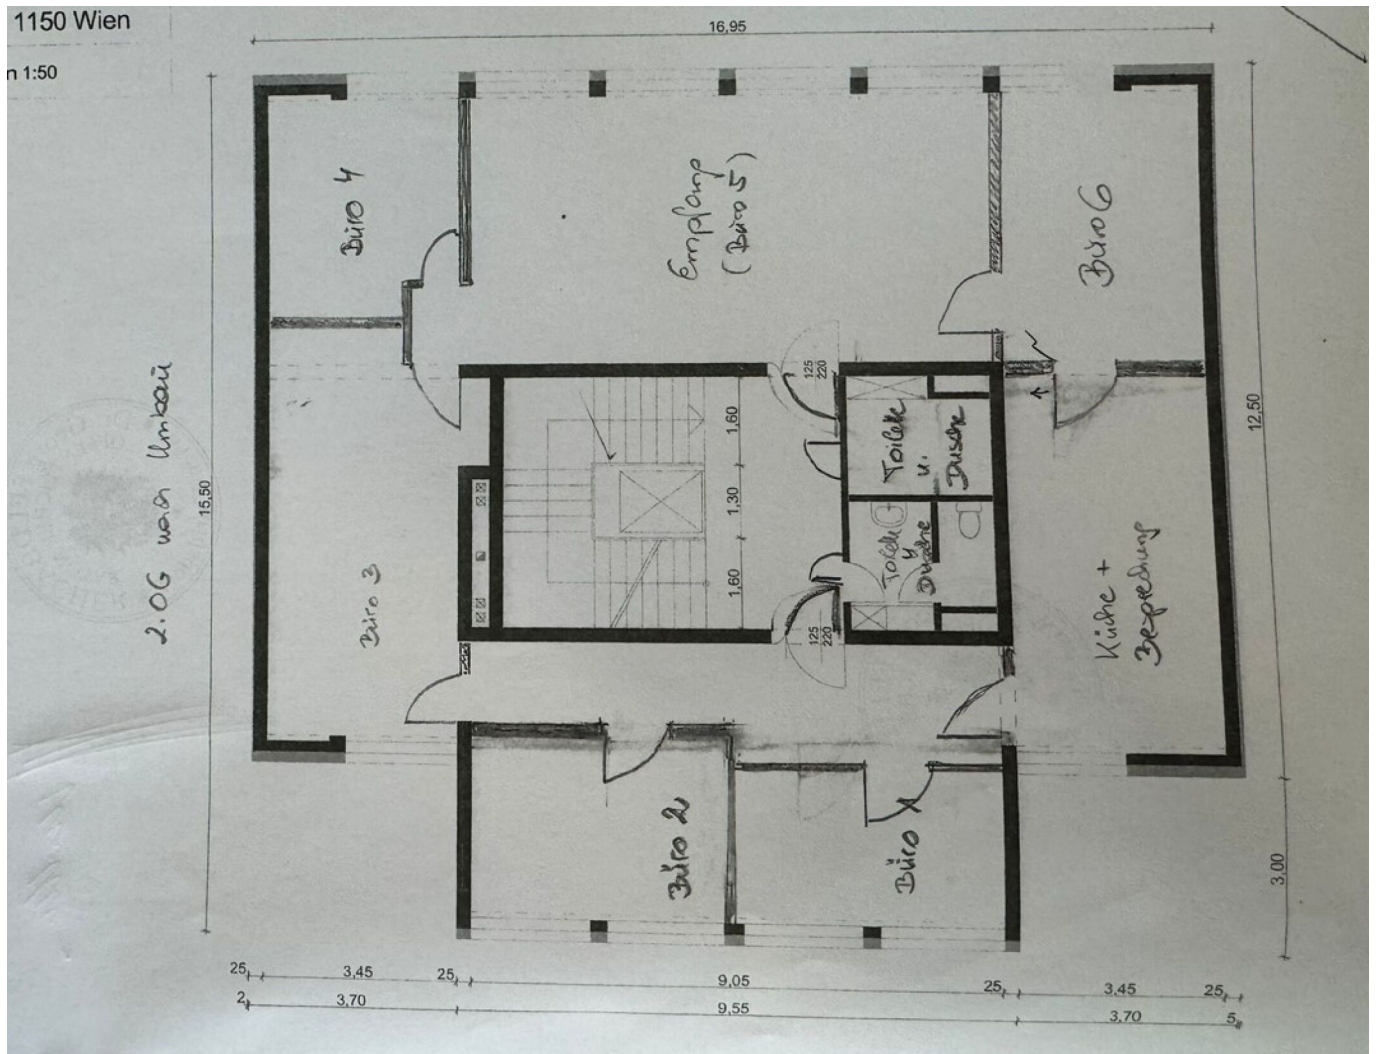 1150 Wien
n 1:50
16,95
15,50
12,50
3,00
2.OG nach Umbau
Büro 4
Empfang
(Büro 5)
Büro 6
125
220
1,60
1,30
1,60
Toilette
u.
Dusche
Toilette
u
Dusche
Büro 3
Küche +
Besprechung
125
220
Büro 2
Büro 1
25 3,45 25 9,05 25 3,45 25
2 3,70 9,55 3,70 5